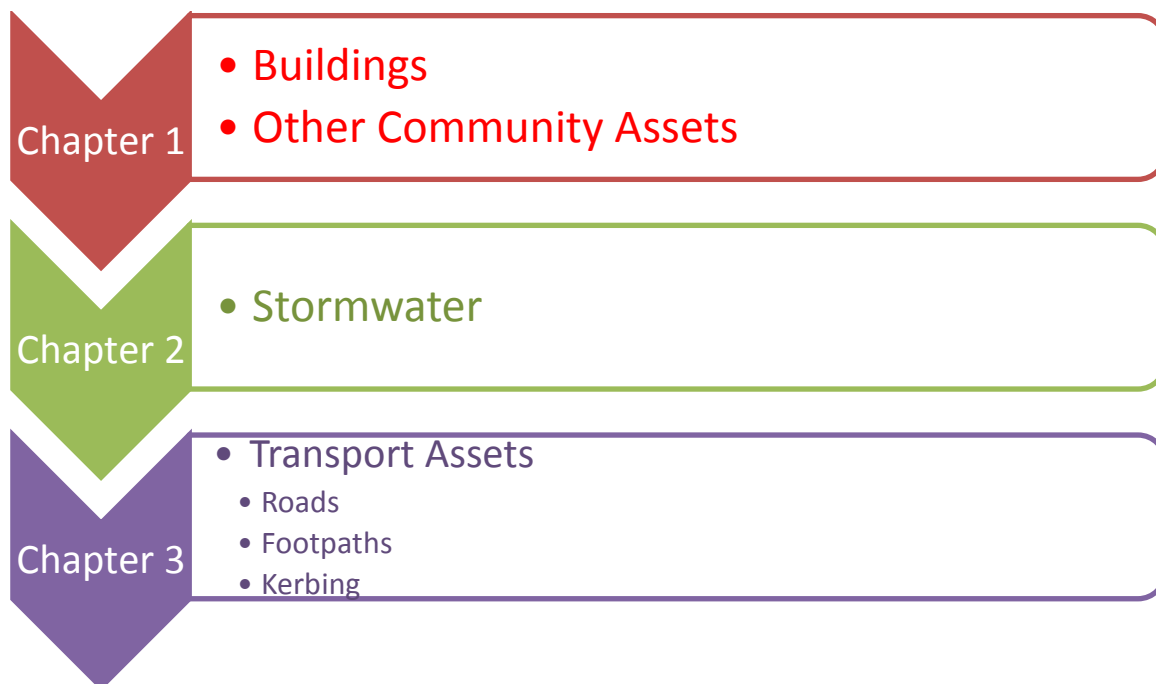 Chapter 1
• Buildings
• Other Community Assets
Chapter 2
• Stormwater
Chapter 3
• Transport Assets
• Roads
• Footpaths
• Kerbing